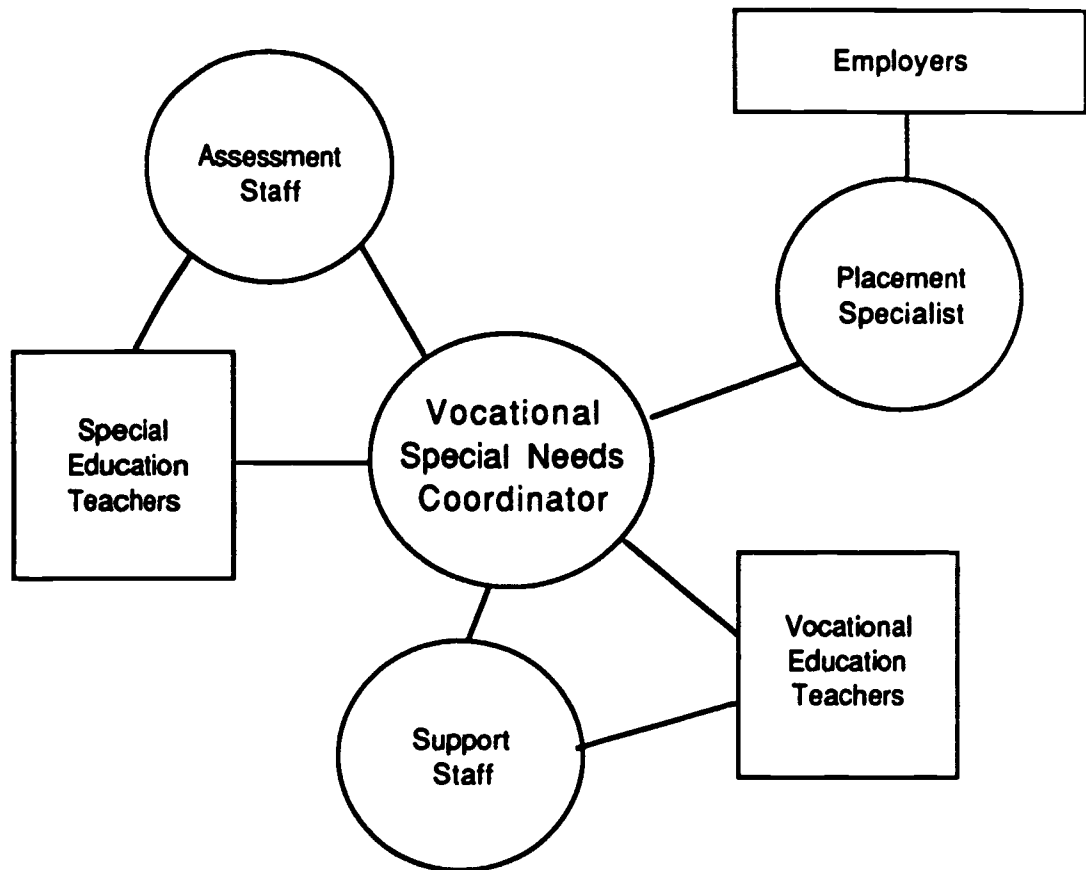 Employers
Assessment
Staff
Placement
Specialist
Vocational
Special Needs
Coordinator
Special
Education
Teachers
Vocational
Education
Teachers
Support
Staff